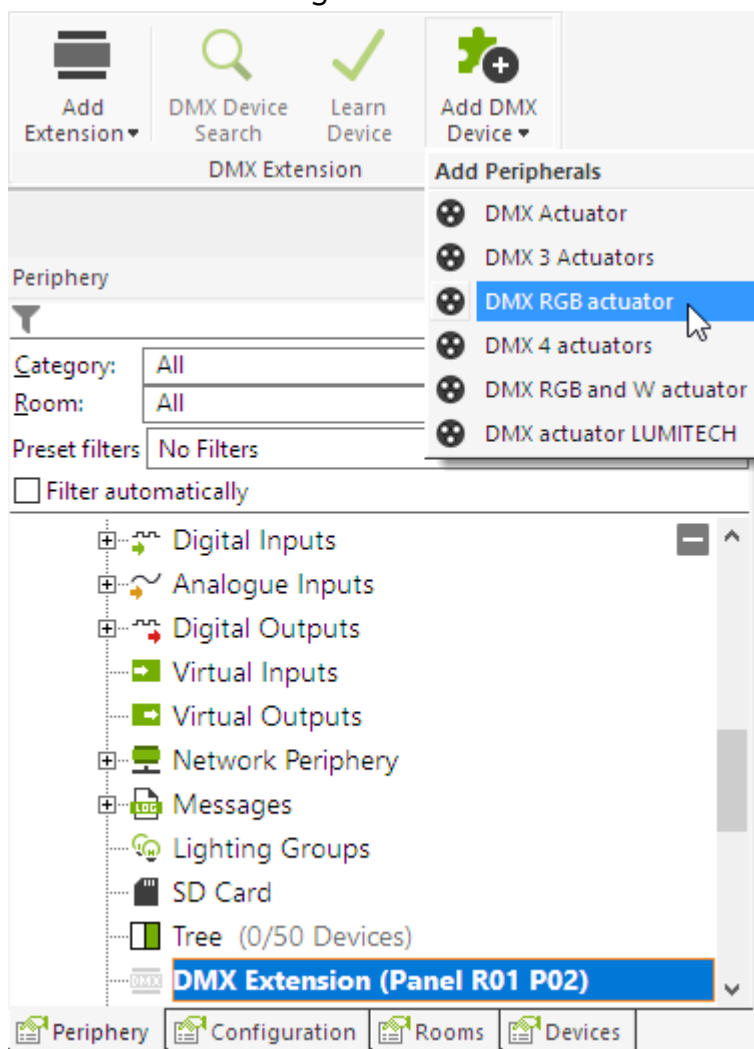 Add Extension
DMX Device Search
Learn Device
Add DMX Device
DMX Extension
Add Peripherals
DMX Actuator
DMX 3 Actuators
DMX RGB actuator
DMX 4 actuators
DMX RGB and W actuator
DMX actuator LUMITECH
Periphery
Category: All
Room: All
Preset filters No Filters
Filter automatically
Digital Inputs
Analogue Inputs
Digital Outputs
Virtual Inputs
Virtual Outputs
Network Periphery
LOG Messages
Lighting Groups
SD Card
Tree (0/50 Devices)
DMX DMX Extension (Panel R01 P02)
Periphery Configuration Rooms Devices